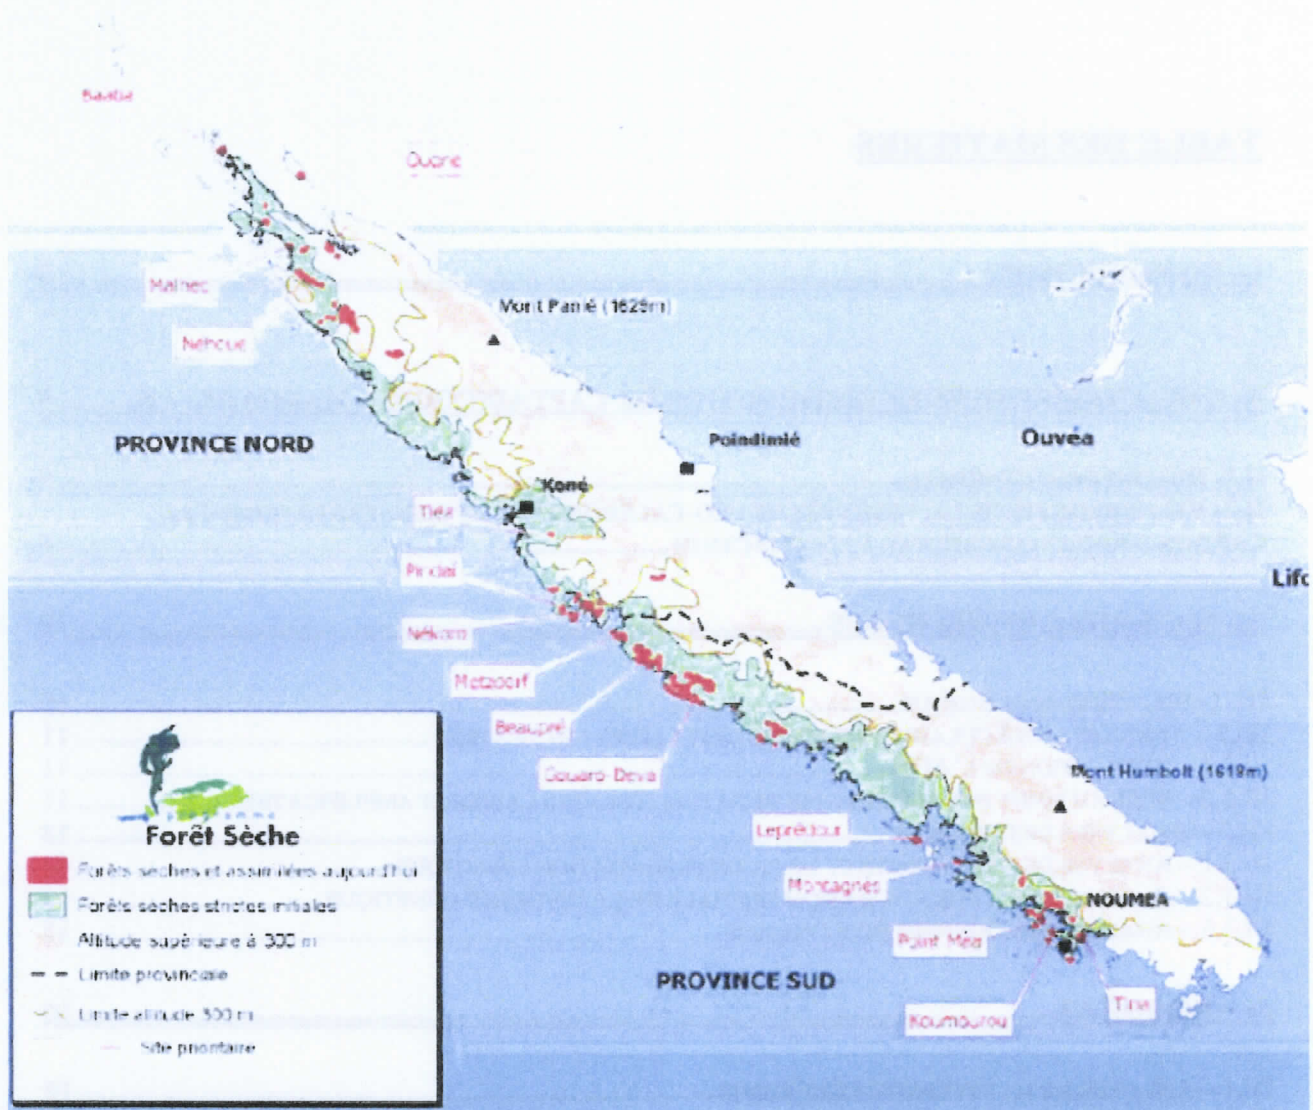 Baaba
Ouane
Malhec
Nehoue
Mont Panié (1629m)
PROVINCE NORD
Poindimié
Ouvéa
Koné
Tiéa
Pindaï
Lifo
Nékoro
Metzdorf
Beaupré
Gouaro-Deva
Mont Humbolt (1618m)
Leprédour
Montagnes
NOUMEA
Point Méa
PROVINCE SUD
Tina
Koumourou
Forêt Sèche
Forêts sèches et assimilées aujourd'hui
Forêts sèches strictes initiales
Altitude supérieure à 300 m
Limite provinciale
Limite altitude 300 m
Site prioritaire